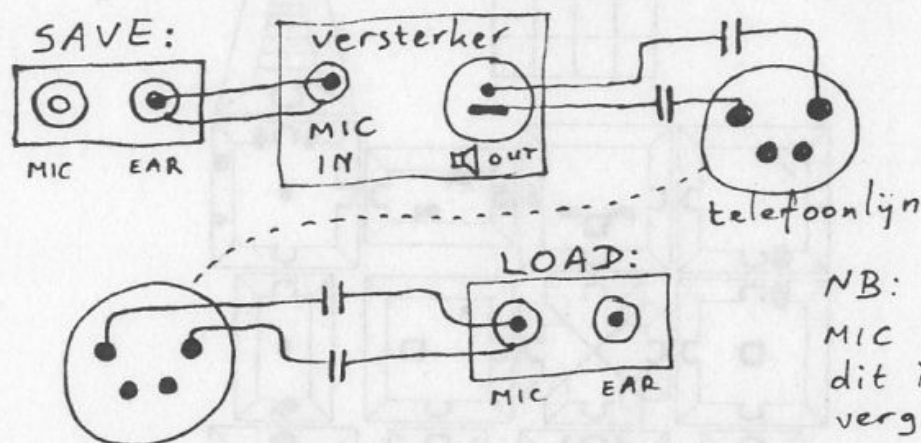 SAVE:
versterker
MIC EAR
MIC
IN
OUT
telefoonlijn
LOAD:
MIC EAR
NB:
MIC
dit